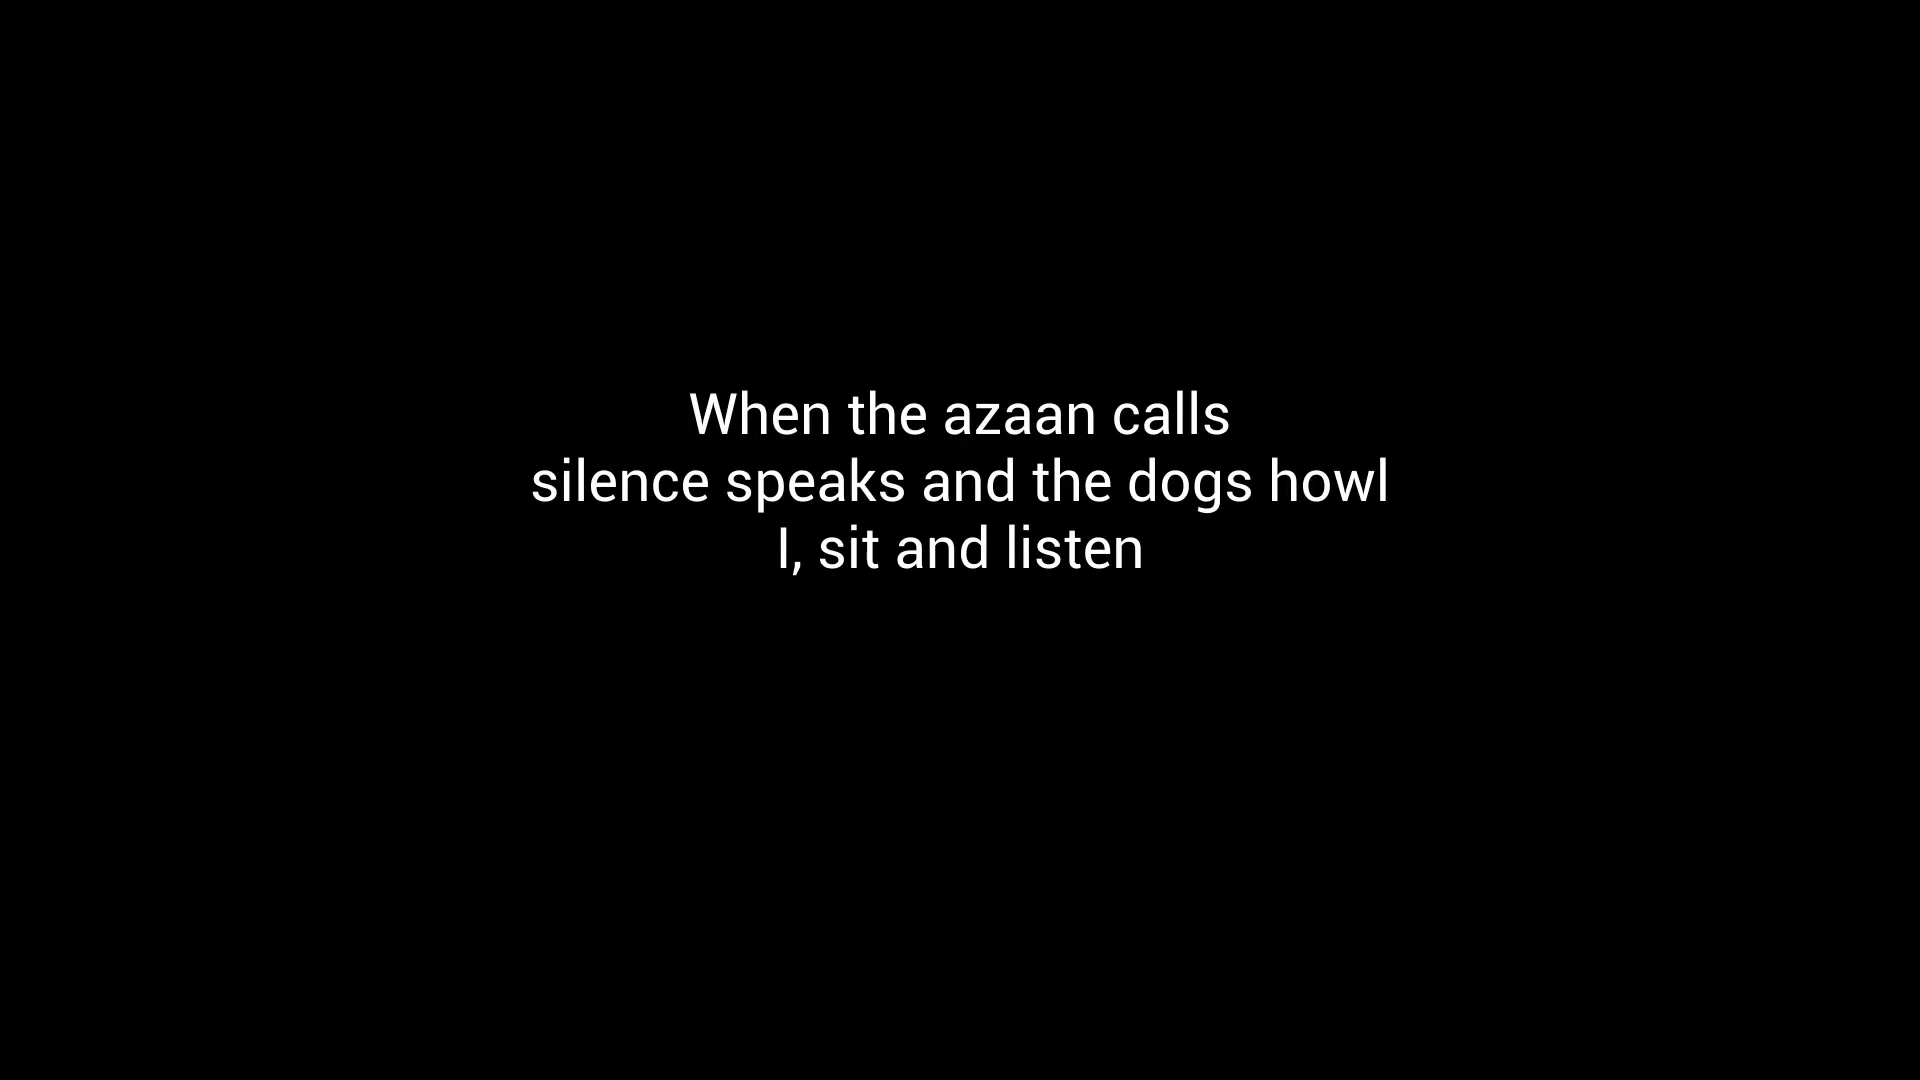 When the azaan calls
silence speaks and the dogs howl
I, sit and listen